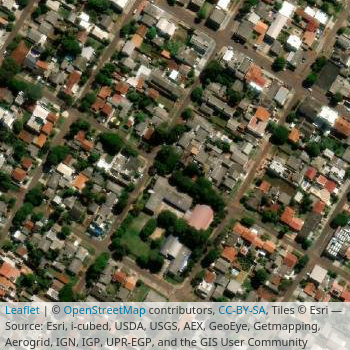 Leaflet | © OpenStreetMap contributors, CC-BY-SA, Tiles © Esri —
Source: Esri, i-cubed, USDA, USGS, AEX, GeoEye, Getmapping,
Aerogrid, IGN, IGP, UPR-EGP, and the GIS User Community